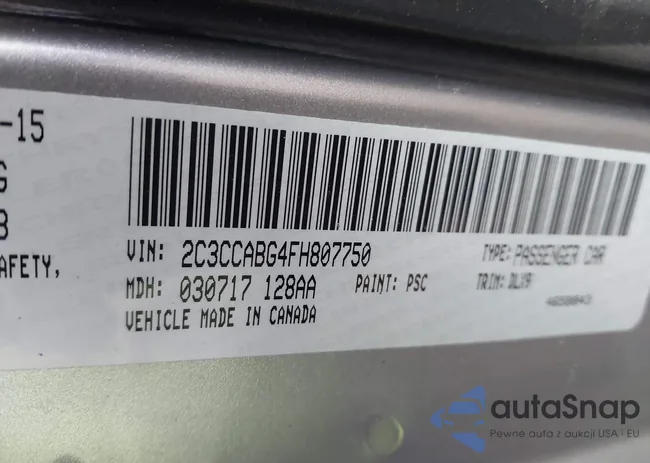 -15
G
B
AFETY,
VIN: 2C3CCABG4FH807750 TYPE: PASSENGER CAR
MDH: 030717 128AA PAINT: PSC TRIM: DLV9
VEHICLE MADE IN CANADA
autaSnap
Pewne auta z aukcji USA i EU